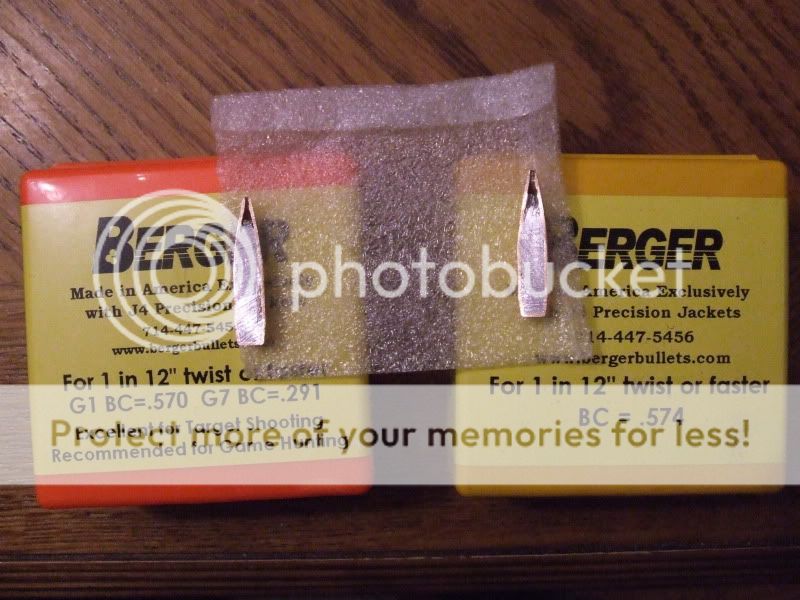 BERGER
Made in America
with J4 Precision
714-447-545
www.bergerbullets.
For 1 in 12" twist or faster
G1 BC=.570 G7 BC=.291
Excellent for Target Shooting
Recommended for Game Hunting
BERGER
America Exclusively
Precision Jackets
714-447-5456
www.bergerbullets.com
For 1 in 12" twist or faster
BC = .574
photobucket
Protect more of your memories for less!